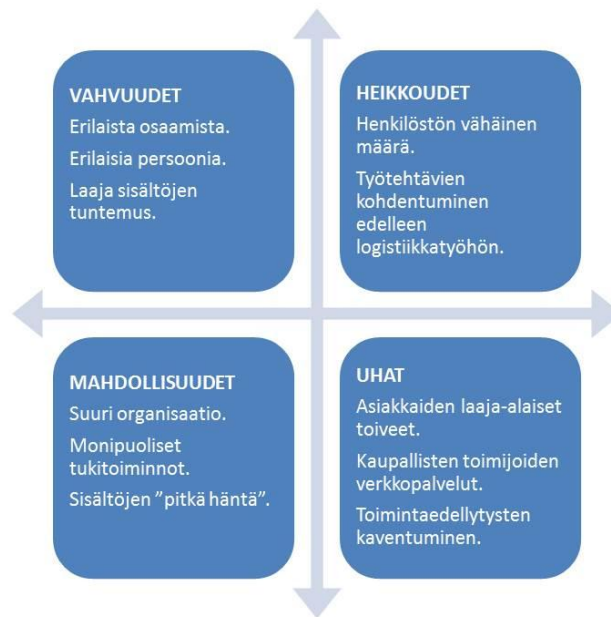 VAHVUUDET
Erilaista osaamista.
Erilaisia persoonia.
Laaja sisältöjen
tuntemus.
HEIKKOUDET
Henkilöstön vähäinen
määrä.
Työtehtävien
kohdentuminen
edelleen
logistiikkatyöhön.
MAHDOLLISUUDET
Suuri organisaatio.
Monipuoliset
tukitoiminnot.
Sisältöjen ”pitkä häntä”.
UHAT
Asiakkaiden laaja-alaiset
toiveet.
Kaupallisten toimijoiden
verkkopalvelut.
Toimintaedellytysten
kaventuminen.